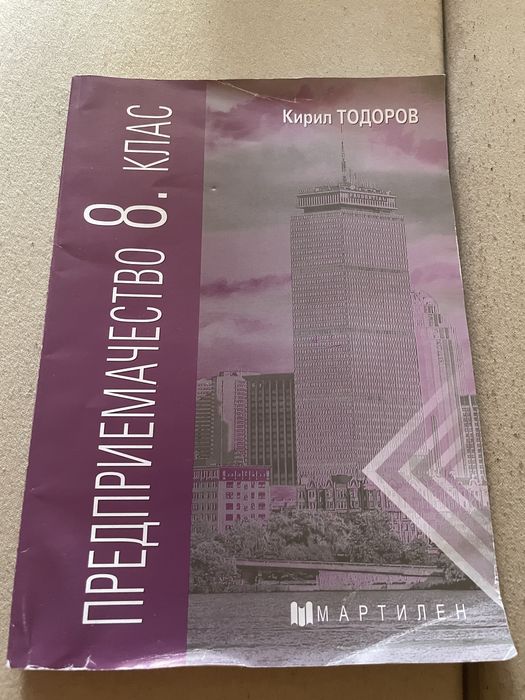 Кирил ТОДОРОВ
ПРЕДПРИЕМАЧЕСТВО 8. КЛАС
МАРТИЛЕН